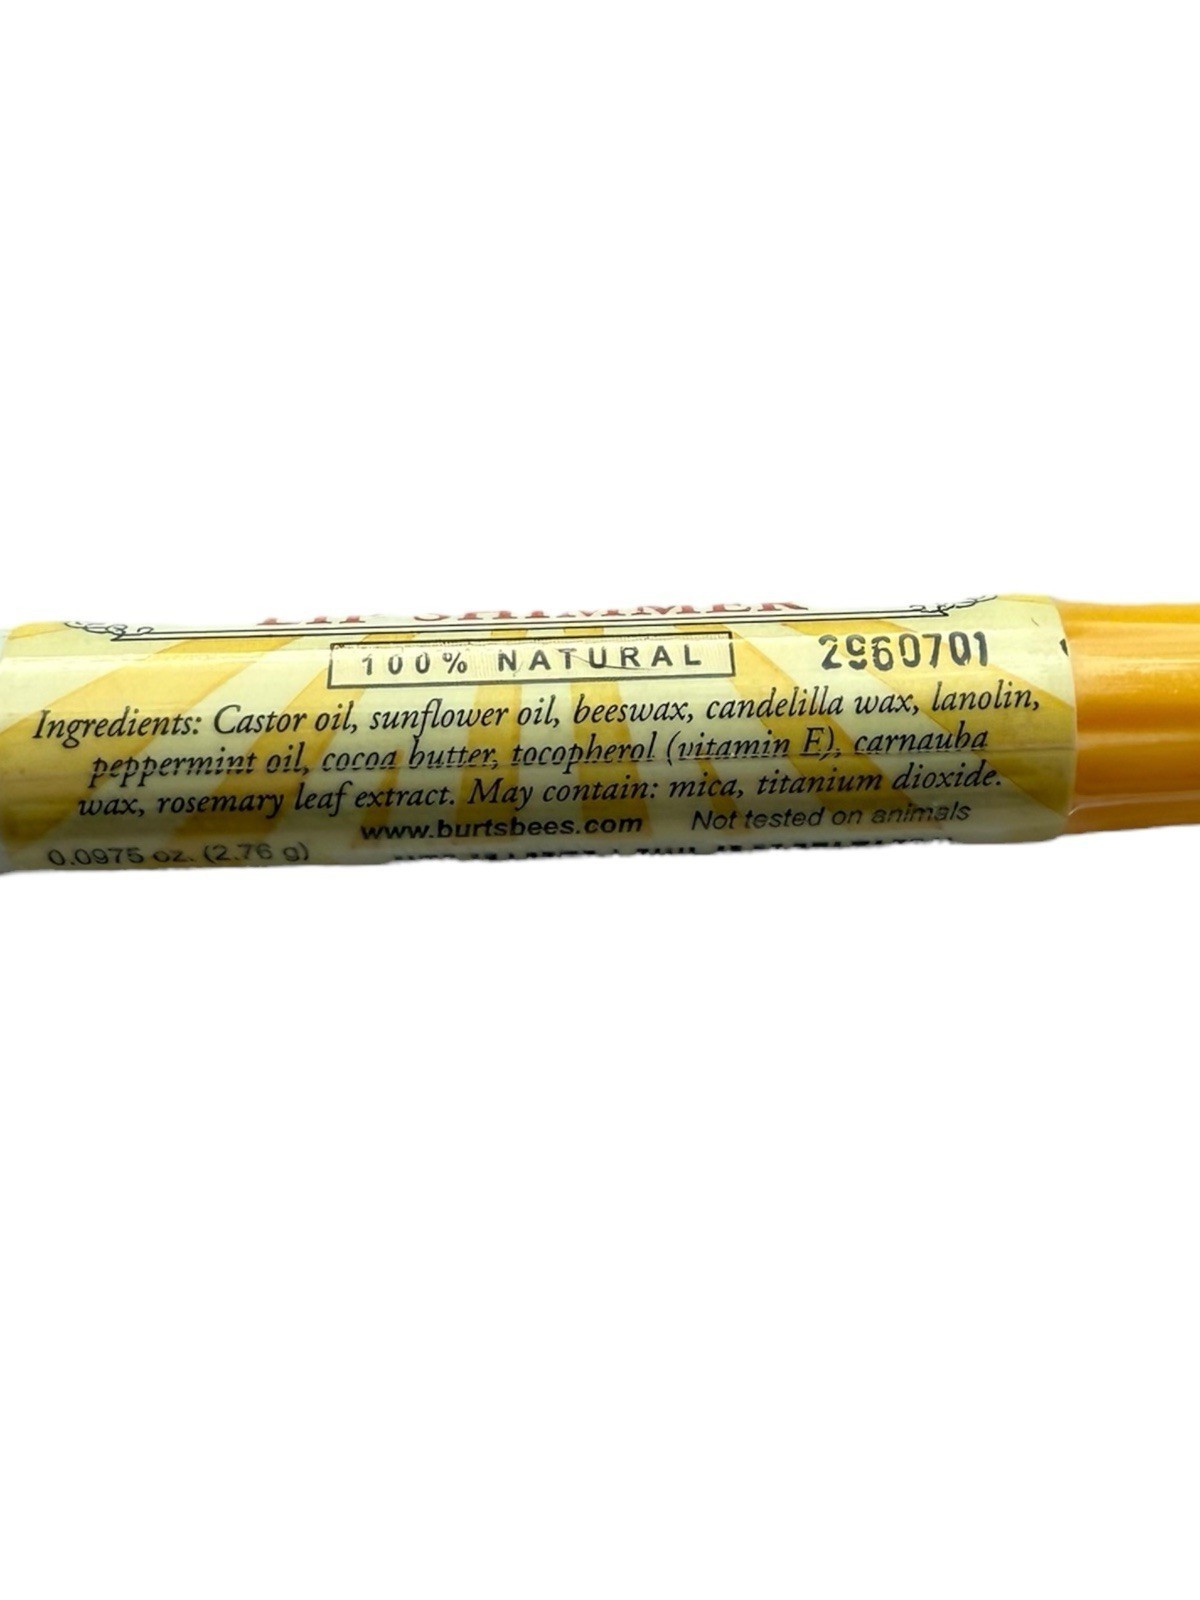 LIP SHIMMER
100% NATURAL
2960701
Ingredients: Castor oil, sunflower oil, beeswax, candelilla wax, lanolin,
peppermint oil, cocoa butter, tocopherol (vitamin E), carnauba
wax, rosemary leaf extract. May contain: mica, titanium dioxide.
www.burtsbees.com Not tested on animals
0.0975 oz. (2.76 g)